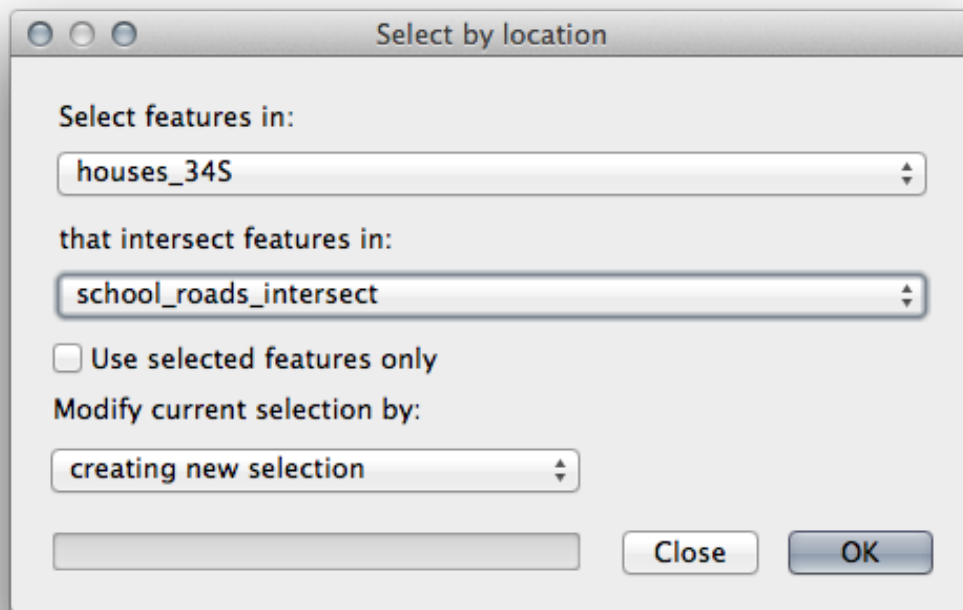 Select by location
Select features in:
houses_34S
that intersect features in:
school_roads_intersect
Use selected features only
Modify current selection by:
creating new selection
Close OK